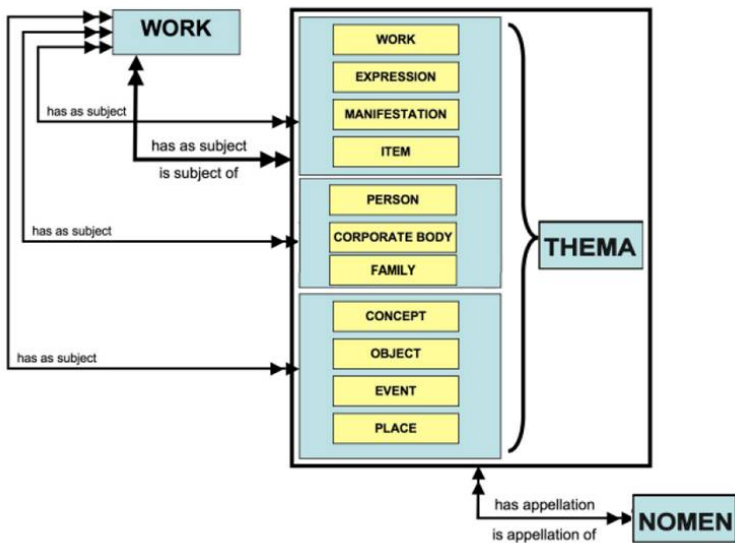 WORK
WORK
EXPRESSION
MANIFESTATION
ITEM
has as subject
has as subject
is subject of
PERSON
CORPORATE BODY
FAMILY
has as subject
THEMA
CONCEPT
OBJECT
EVENT
PLACE
has as subject
has appellation
is appellation of
NOMEN